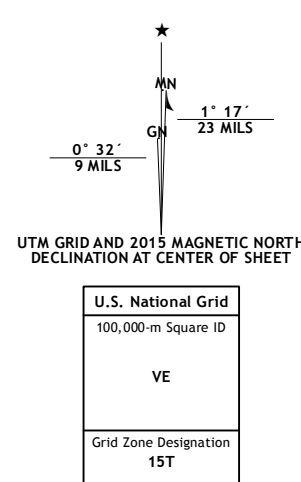 ★
MN
1° 17´
GN
23 MILS
0° 32´
9 MILS
UTM GRID AND 2015 MAGNETIC NORTH
DECLINATION AT CENTER OF SHEET
U.S. National Grid
100,000-m Square ID
VE
Grid Zone Designation
15T